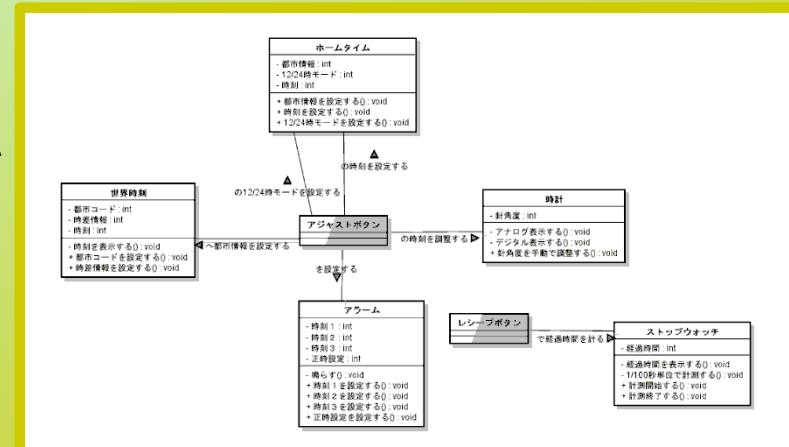 ホームタイム
- 都市情報 : int
- 12/24時モード : int
- 時刻 : int
+ 都市情報を設定する() : void
+ 時刻を設定する() : void
+ 12/24時モードを設定する() : void
の時刻を設定する
の12/24時モードを設定する
世界時刻
- 都市コード : int
- 時差情報 : int
- 時刻 : int
- 時刻を表示する() : void
+ 都市コードを設定する() : void
+ 時差情報を設定する() : void
へ都市情報を設定する
アジャストボタン
の時刻を調整する
時計
- 針角度 : int
- アナログ表示する() : void
- デジタル表示する() : void
+ 針角度を手動で調整する() : void
を設定する
アラーム
- 時刻1 : int
- 時刻2 : int
- 時刻3 : int
- 正時設定 : int
- 鳴らす() : void
+ 時刻1を設定する() : void
+ 時刻2を設定する() : void
+ 時刻3を設定する() : void
+ 正時設定を設定する() : void
レシーブボタン
で経過時間を計る
ストップウォッチ
- 経過時間 : int
- 経過時間を表示する() : void
- 1/100秒単位で計測する() : void
+ 計測開始する() : void
+ 計測終了する() : void